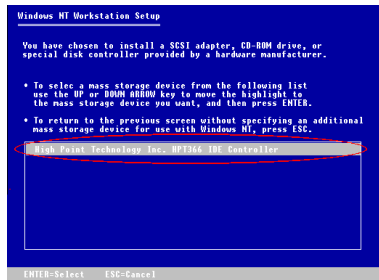 Windows NT Workstation Setup
You have chosen to install a SCSI adapter, CD-ROM drive, or
special disk controller provided by a hardware manufacturer.
• To selec a mass storage device from the following list
use the UP or DOWN ARROW key to move the highlight to
the mass storage device you want, and then press ENTER.
• To return to the previous screen without specifying an additional
mass storage device for use with Windows NT, press ESC.
High Point Technology Inc. HPT366 IDE Controller
ENTER=Select ESC=Cancel